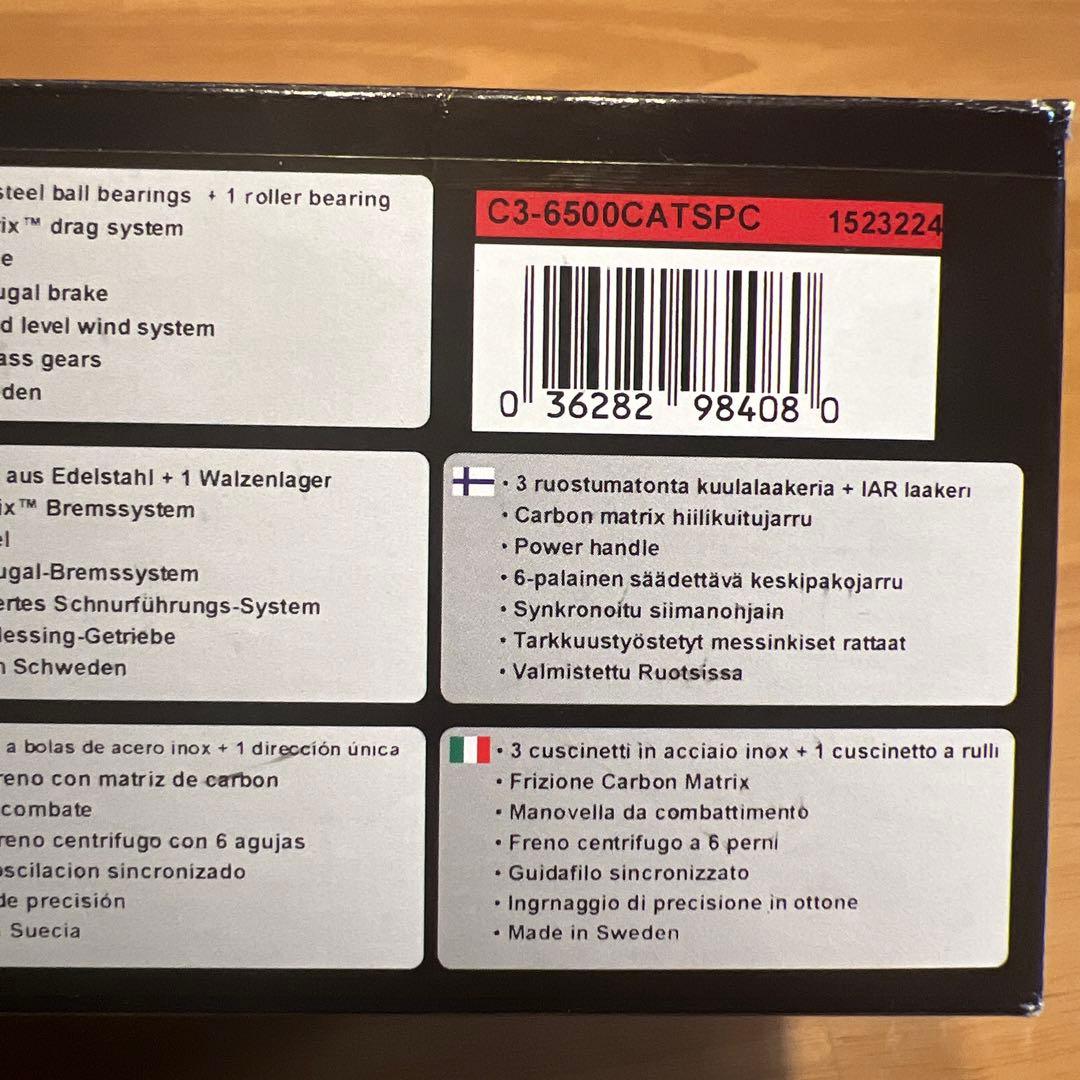 steel ball bearings + 1 roller bearing
ix™ drag system
e
ugal brake
d level wind system
ass gears
den
C3-6500CATSPC 1523224
0 36282 98408 0
aus Edelstahl + 1 Walzenlager
ix™ Bremssystem
el
ugal-Bremssystem
ertes Schnurführungs-System
lessing-Getriebe
n Schweden
• 3 ruostumatonta kuulalaakeria + IAR laakeri
• Carbon matrix hiilikuitujarru
• Power handle
• 6-palainen säädettävä keskipakojarru
• Synkronoitu siimanohjain
• Tarkkuustyöstetyt messinkiset rattaat
• Valmistettu Ruotsissa
a bolas de acero inox + 1 dirección única
reno con matriz de carbon
combate
reno centrifugo con 6 agujas
oscilacion sincronizado
de precisión
Suecia
• 3 cuscinetti in acciaio inox + 1 cuscinetto a rulli
• Frizione Carbon Matrix
• Manovella da combattimento
• Freno centrifugo a 6 perni
• Guidafilo sincronizzato
• Ingrnaggio di precisione in ottone
• Made in Sweden